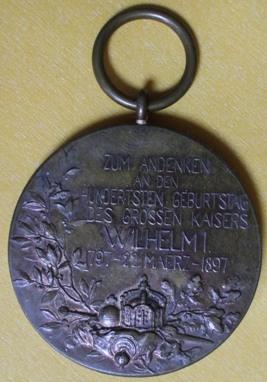 ZUM ANDENKEN
AN DEN
HUNDERTSTEN GEBURTSTAG
DES GROSSEN KAISERS
WILHELM I.
1797-22. MAERZ-1897